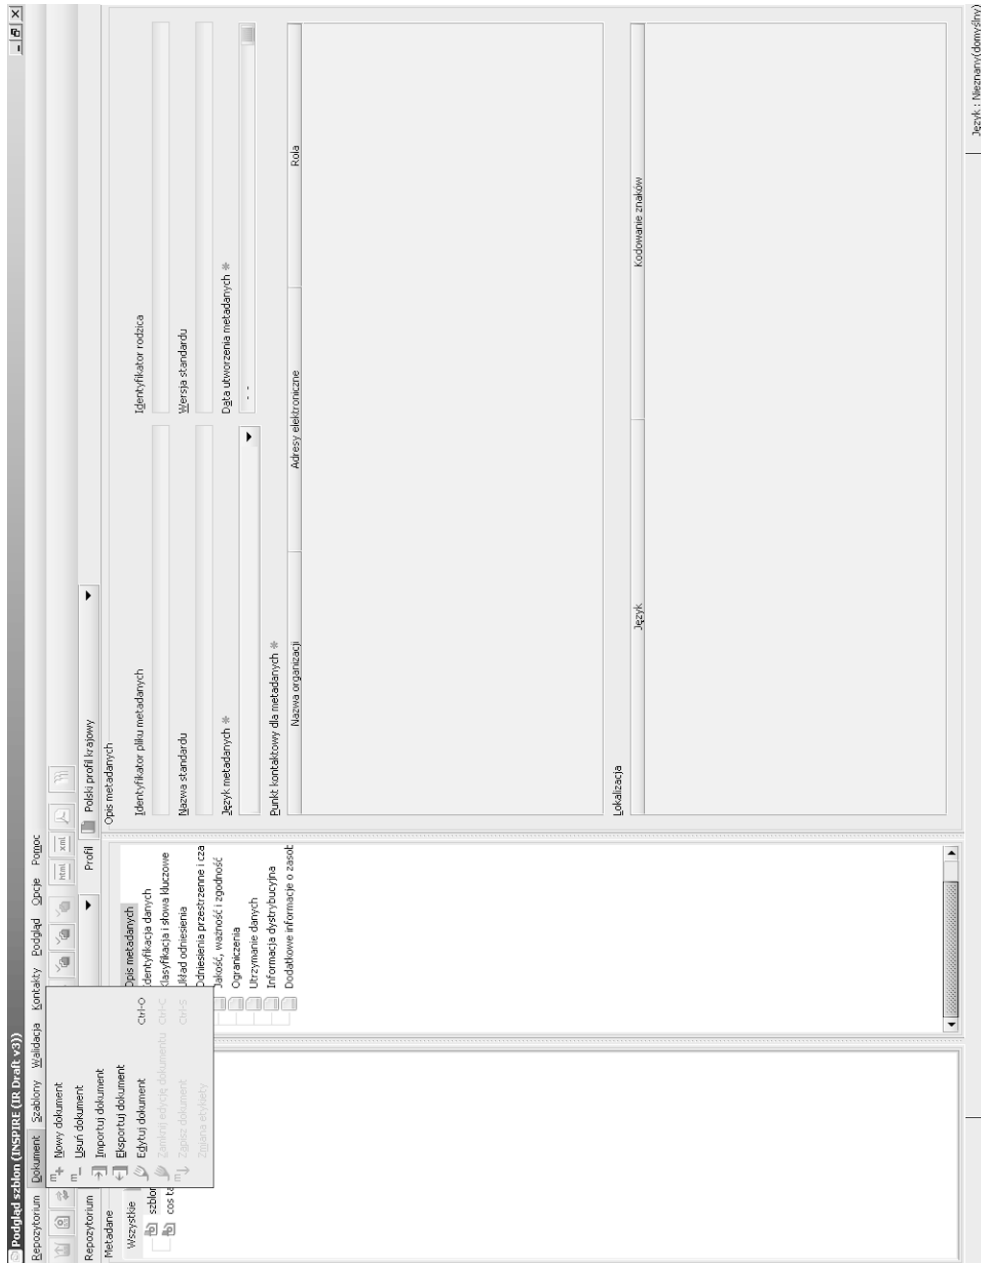 Podgląd szblon (INSPIRE (IR Draft v3))
Repozytorium Dokument Szablony Walidacja Kontakty Podgląd Opcje Pomoc
html xml
Repozytorium
Profil Polski profil krajowy
Nowy dokument
Usuń dokument
Importuj dokument
Eksportuj dokument
Edytuj dokument Ctrl-O
Zamknij edycję dokumentu Ctrl-C
Zapisz dokument Ctrl-S
Zmiana etykiety
Metadane
Wszystkie
szblon
cos ta
Opis metadanych
dentyfikacja danych
klasyfikacja i słowa kluczowe
Układ odniesienia
Odniesienia przestrzenne i cza
Jakość, ważność i zgodność
Ograniczenia
Utrzymanie danych
Informacja dystrybucyjna
Dodatkowe informacje o zasob
Opis metadanych
Identyfikator pliku metadanych Identyfikator rodzica
Nazwa standardu Wersja standardu
Język metadanych * Data utworzenia metadanych *
- -
Punkt kontaktowy dla metadanych *
Nazwa organizacji Adresy elektroniczne Rola
Lokalizacja
Język Kodowanie znaków
Język : Nieznany(domyślny)